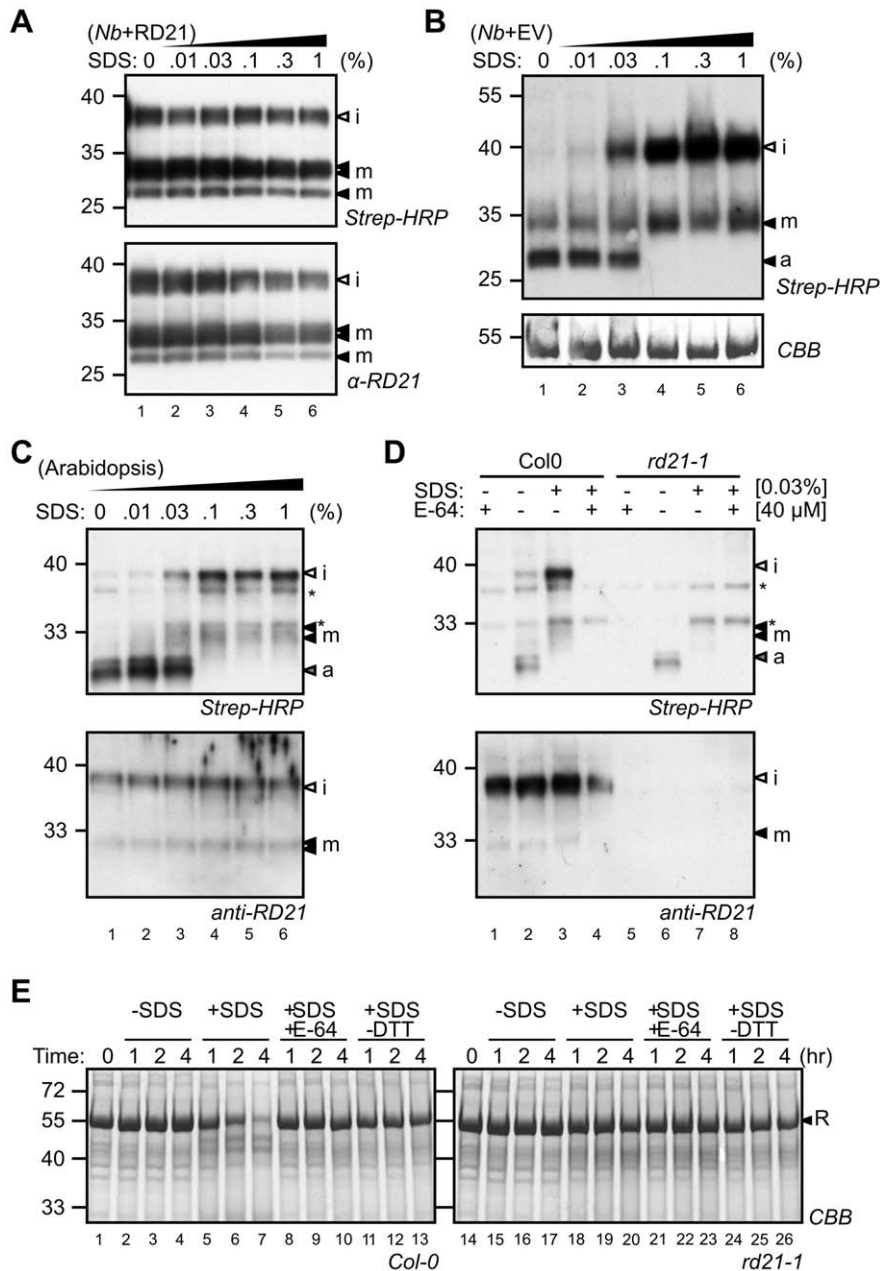 A
(Nb+RD21)
SDS: 0 .01 .03 .1 .3 1 (%)
40
i
35
m
m
25
Strep-HRP
40
i
35
m
m
25
α-RD21
1 2 3 4 5 6
B
(Nb+EV)
SDS: 0 .01 .03 .1 .3 1 (%)
55
40
i
35
m
a
25
Strep-HRP
55
CBB
1 2 3 4 5 6
C
(Arabidopsis)
SDS: 0 .01 .03 .1 .3 1 (%)
40
i
*
33
*
m
a
Strep-HRP
40
i
33
m
anti-RD21
1 2 3 4 5 6
D
Col0 rd21-1
SDS: - - + + - - + + [0.03%]
E-64: + - - + + - - + [40 µM]
40
i
*
33
*
m
a
Strep-HRP
40
i
33
m
anti-RD21
1 2 3 4 5 6 7 8
E
-SDS +SDS +SDS +SDS -SDS +SDS +SDS +SDS
+E-64 -DTT +E-64 -DTT
Time: 0 1 2 4 1 2 4 1 2 4 1 2 4 0 1 2 4 1 2 4 1 2 4 1 2 4 (hr)
72
55
R
40
33
CBB
1 2 3 4 5 6 7 8 9 10 11 12 13 14 15 16 17 18 19 20 21 22 23 24 25 26
Col-0 rd21-1